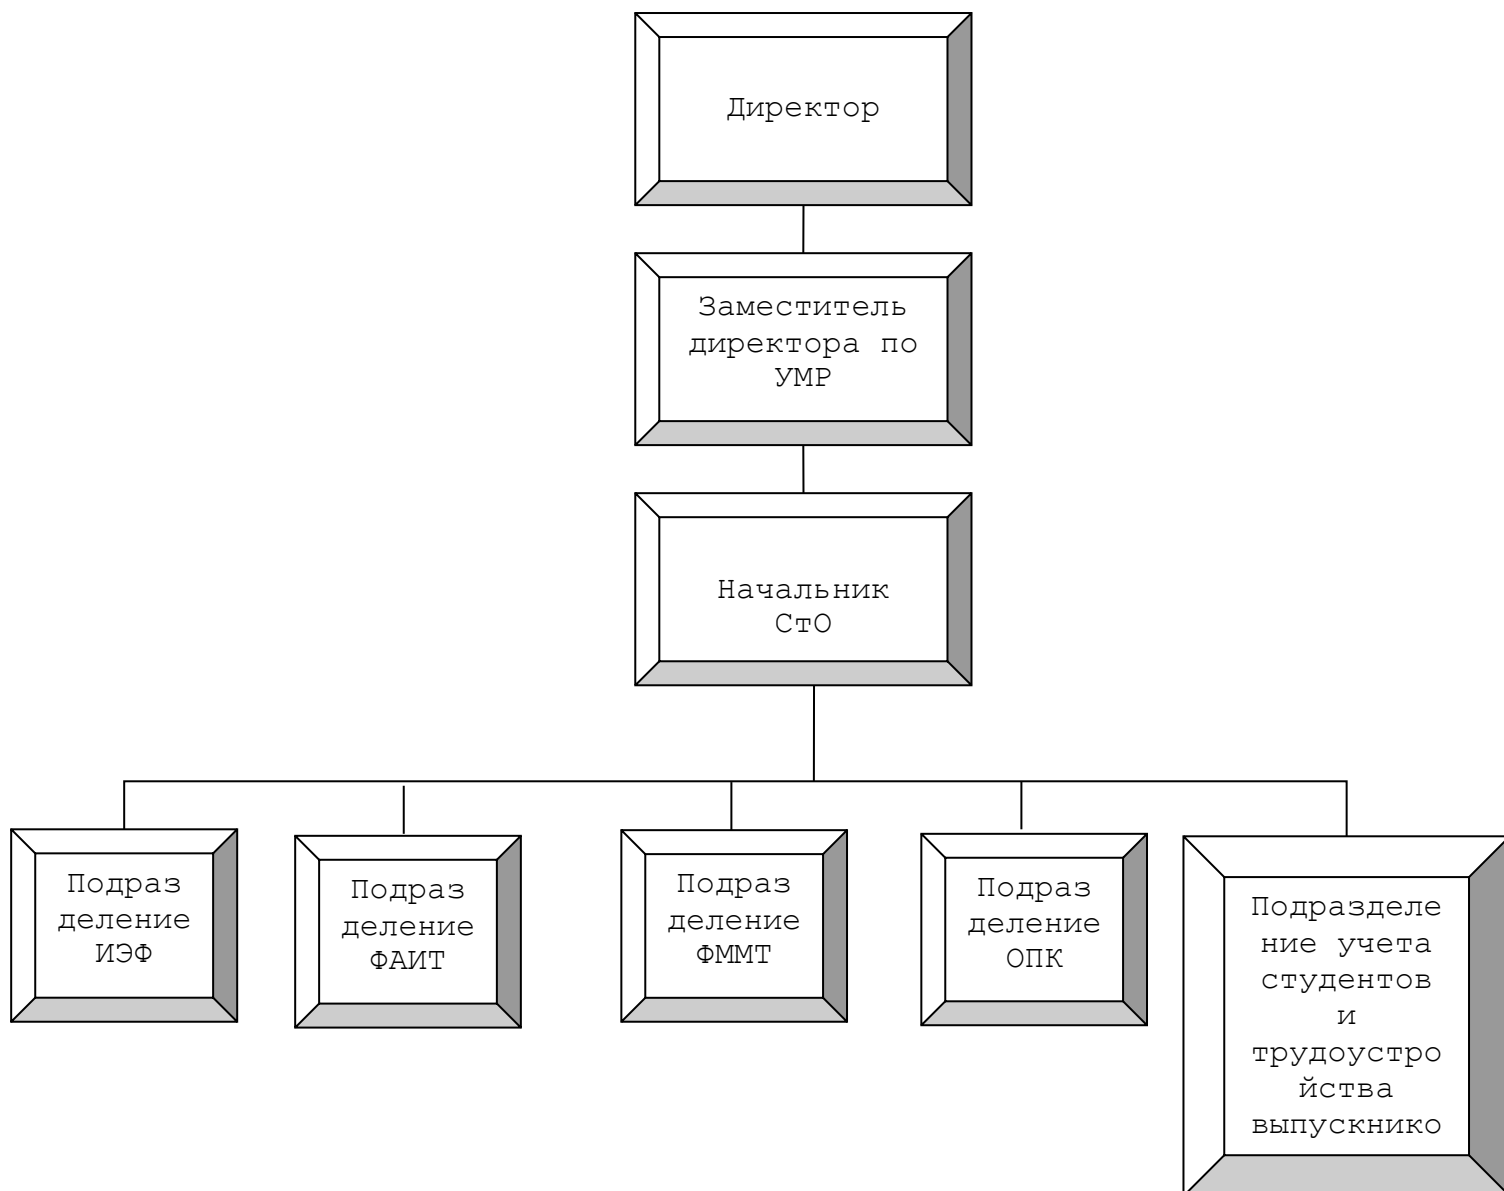 Директор
Заместитель
директора по
УМР
Начальник
СтО
Подраз
деление
ИЭФ
Подраз
деление
ФАИТ
Подраз
деление
ФММТ
Подраз
деление
ОПК
Подразделе
ние учета
студентов
и
трудоустро
йства
выпускнико